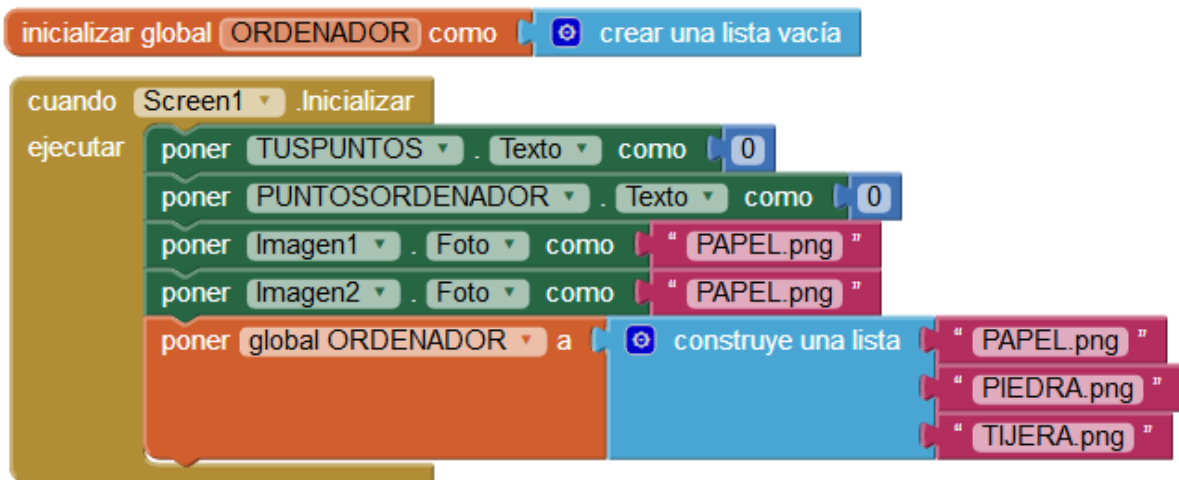 inicializar global ORDENADOR como crear una lista vacía
cuando Screen1 .Inicializar
ejecutar poner TUSPUNTOS . Texto como 0
poner PUNTOSORDENADOR . Texto como 0
poner Imagen1 . Foto como " PAPEL.png "
poner Imagen2 . Foto como " PAPEL.png "
poner global ORDENADOR a construye una lista " PAPEL.png "
" PIEDRA.png "
" TIJERA.png "